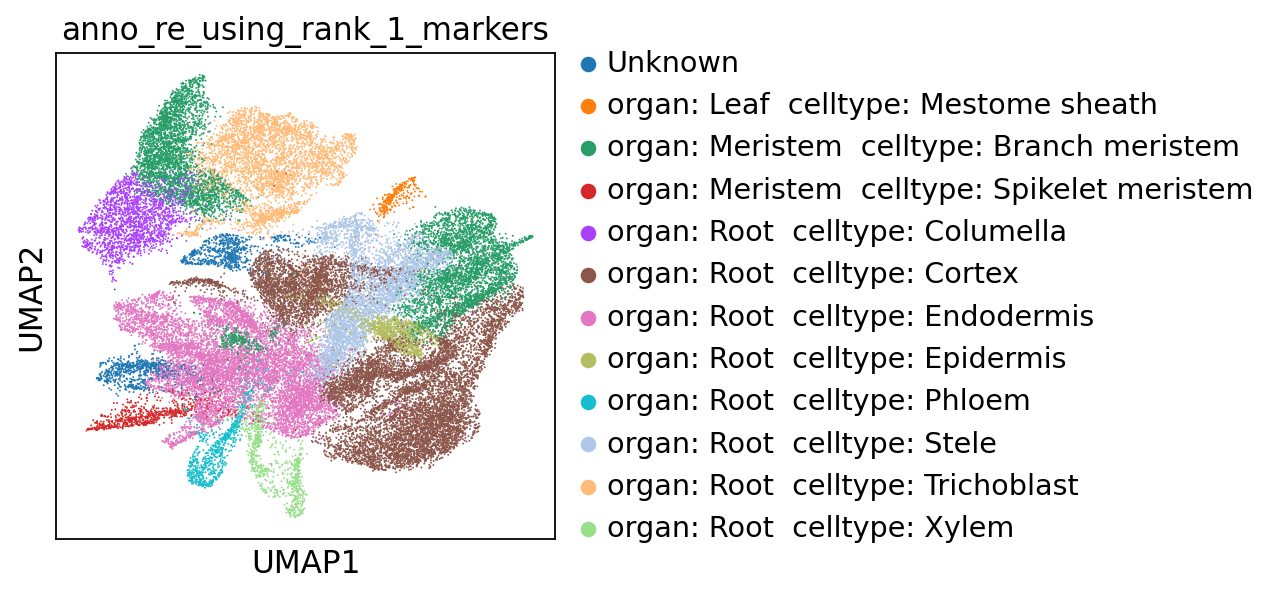 anno_re_using_rank_1_markers
UMAP2
UMAP1
Unknown
organ: Leaf  celltype: Mestome sheath
organ: Meristem  celltype: Branch meristem
organ: Meristem  celltype: Spikelet meristem
organ: Root  celltype: Columella
organ: Root  celltype: Cortex
organ: Root  celltype: Endodermis
organ: Root  celltype: Epidermis
organ: Root  celltype: Phloem
organ: Root  celltype: Stele
organ: Root  celltype: Trichoblast
organ: Root  celltype: Xylem